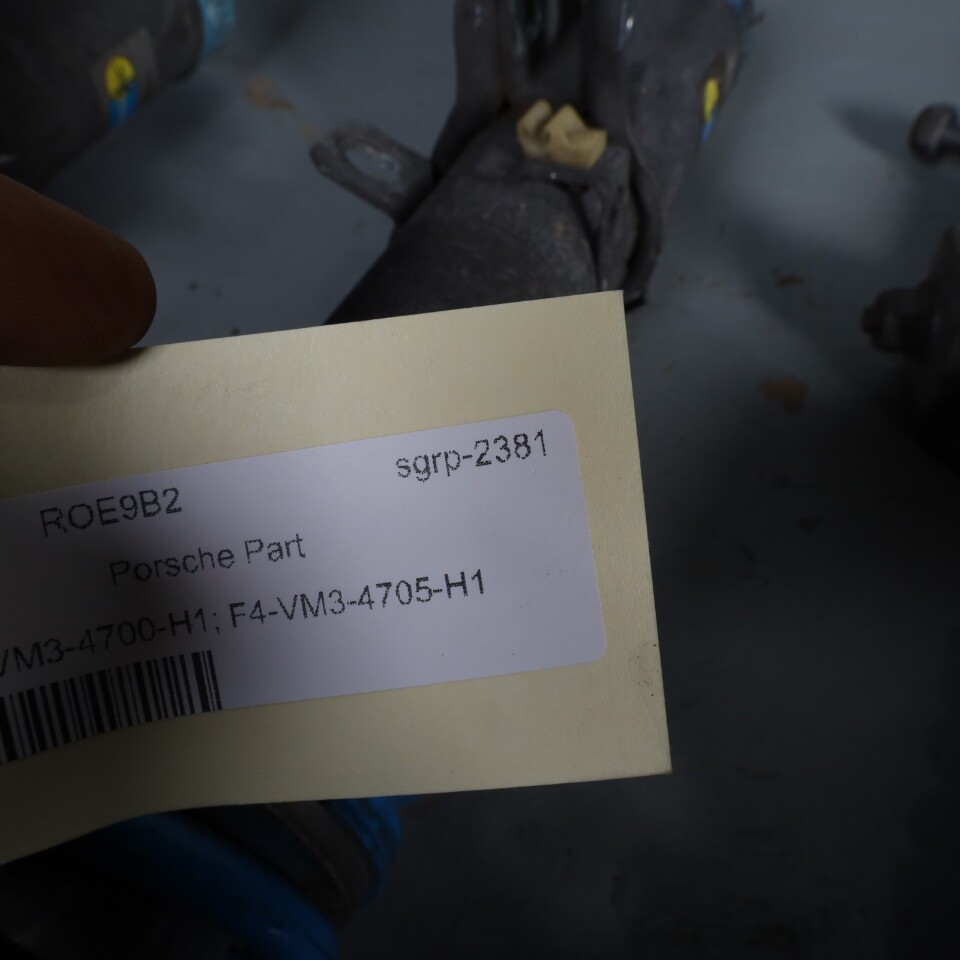 sgrp-2381
ROE9B2
Porsche Part
VM3-4700-H1; F4-VM3-4705-H1